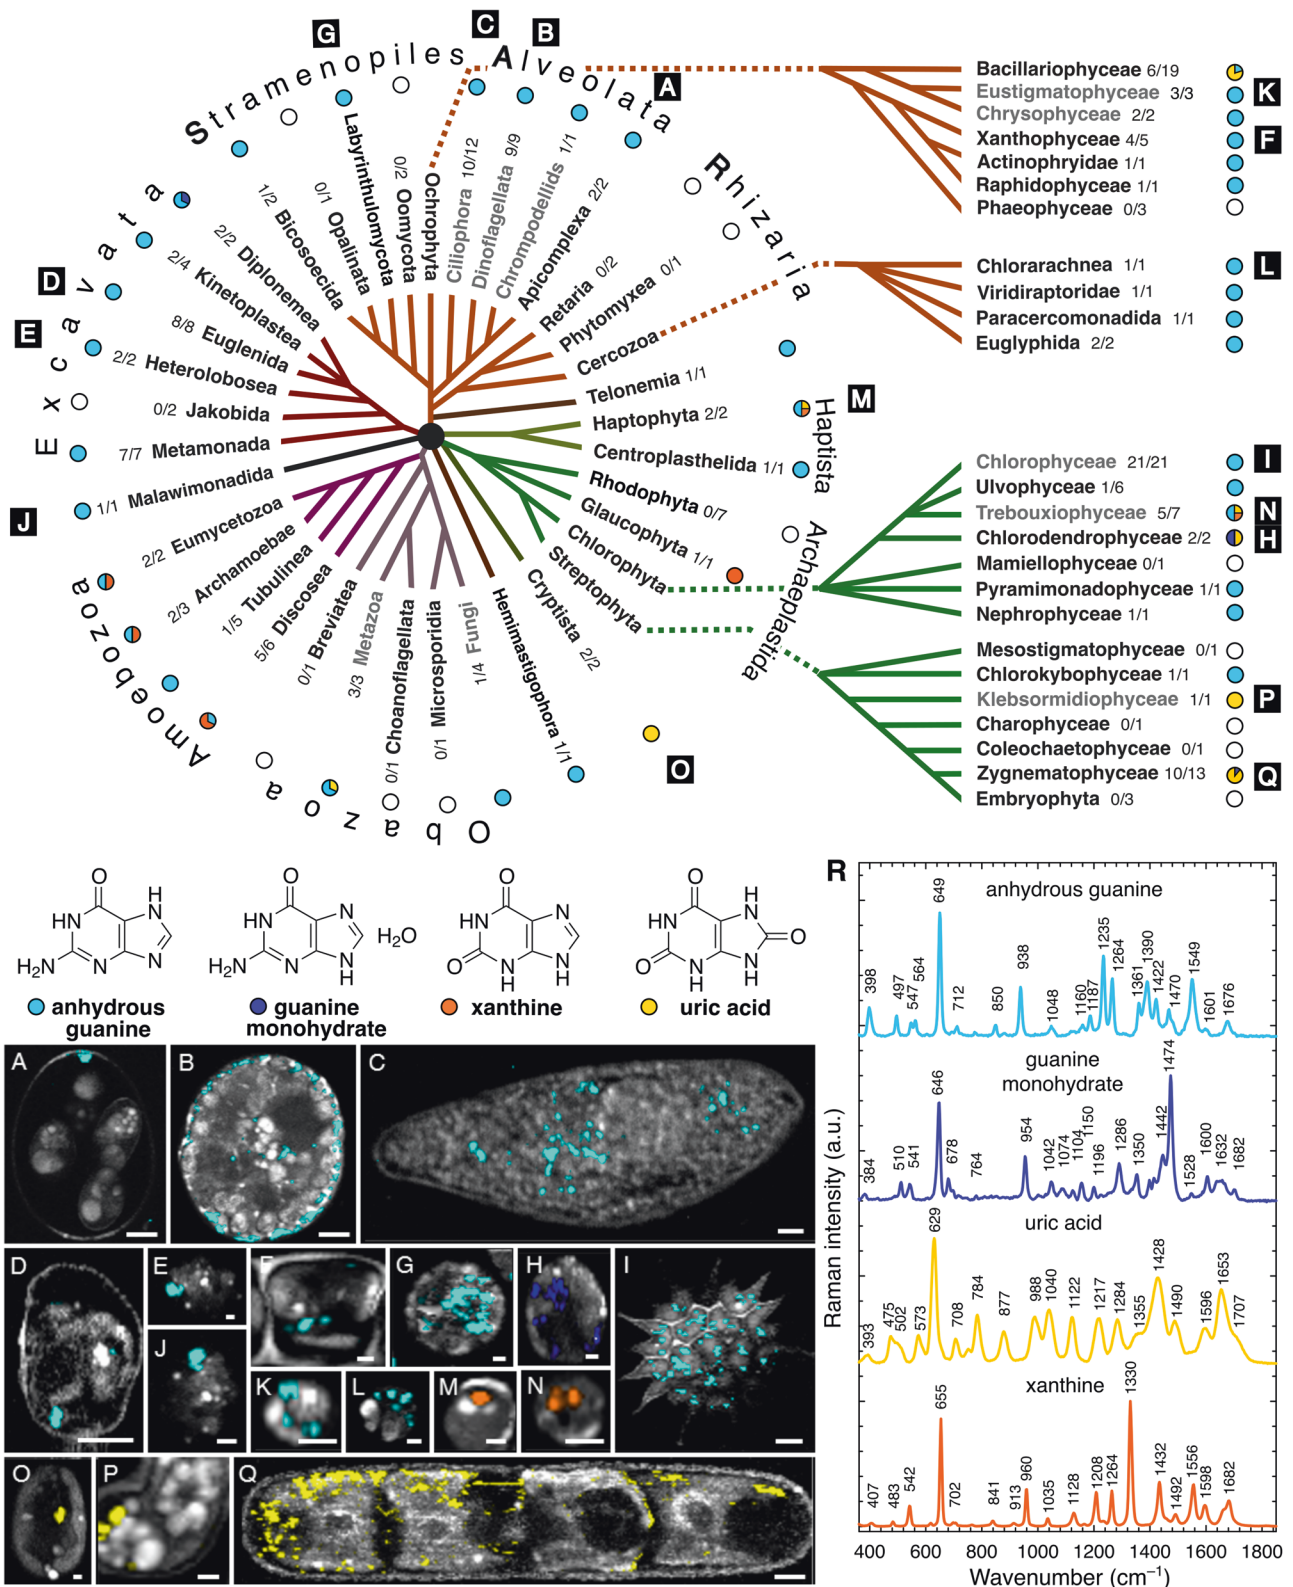 G
C
B
A
Stramenopiles
Alveolata
Rhizaria
Haptista
Archaeplastida
Obazoa
Amoebozoa
Excavata
D
E
J
M
O
1/2 Bicosoecida
0/1 Opalinata
Labyrinthulomycota
0/2 Oomycota
Ochrophyta
Ciliophora 10/12
Dinoflagellata 9/9
Chrompodellids 1/1
Apicomplexa 2/2
Retaria 0/2
Phytomyxea 0/1
Cercozoa
Telonemia 1/1
Haptophyta 2/2
Centroplasthelida 1/1
Rhodophyta 0/7
Glaucophyta 1/1
Chlorophyta
Streptophyta
Cryptista 2/2
Hemimastigophora 1/1
1/4 Fungi
0/1 Microsporidia
0/1 Choanoflagellata
3/3 Metazoa
0/1 Breviatea
5/6 Discosea
1/5 Tubulinea
2/3 Archamoebae
2/2 Eumycetozoa
1/1 Malawimonadida
7/7 Metamonada
0/2 Jakobida
2/2 Heterolobosea
8/8 Euglenida
2/4 Kinetoplastea
2/2 Diplonemea
Bacillariophyceae 6/19
Eustigmatophyceae 3/3 K
Chrysophyceae 2/2
Xanthophyceae 4/5 F
Actinophryidae 1/1
Raphidophyceae 1/1
Phaeophyceae 0/3
Chlorarachnea 1/1 L
Viridiraptoridae 1/1
Paracercomonadida 1/1
Euglyphida 2/2
Chlorophyceae 21/21 I
Ulvophyceae 1/6
Trebouxiophyceae 5/7 N
Chlorodendrophyceae 2/2 H
Mamiellophyceae 0/1
Pyramimonadophyceae 1/1
Nephrophyceae 1/1
Mesostigmatophyceae 0/1
Chlorokybophyceae 1/1
Klebsormidiophyceae 1/1 P
Charophyceae 0/1
Coleochaetophyceae 0/1
Zygnematophyceae 10/13 Q
Embryophyta 0/3
O H HN N H2N N
O HN N H2N N N H H2O
O HN N O N H N H
O H HN N O O N H N H
anhydrous
guanine
guanine
monohydrate
xanthine
uric acid
A
B
C
D
E
F
G
H
I
J
K
L
M
N
O
P
Q
R
anhydrous guanine
398 497 547 564 649 712 850 938 1048 1160 1187 1235 1264 1361 1390 1422 1470 1549 1601 1676
guanine
monohydrate
384 510 541 646 678 764 954 1042 1074 1104 1150 1196 1286 1350 1442 1474 1528 1600 1632 1682
uric acid
393 475 502 573 629 708 784 877 988 1040 1122 1217 1284 1355 1428 1490 1596 1653 1707
xanthine
407 483 542 655 702 841 913 960 1035 1128 1208 1264 1330 1432 1492 1556 1598 1682
Raman intensity (a.u.)
400 600 800 1000 1200 1400 1600 1800
Wavenumber (cm⁻¹)